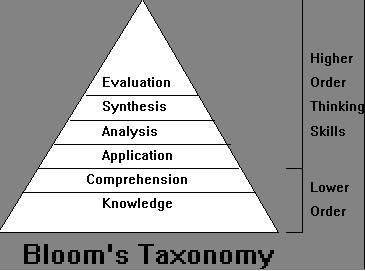 Higher
Evaluation
Order
Synthesis
Thinking
Analysis
Skills
Application
Comprehension
Lower
Knowledge
Order
Bloom's Taxonomy